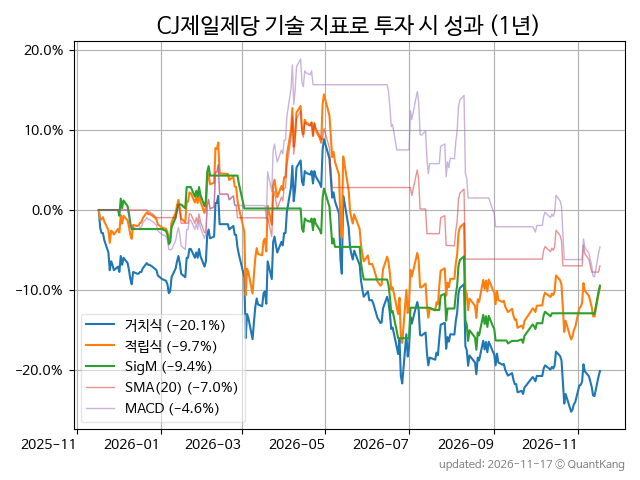 CJ제일제당 기술 지표로 투자 시 성과 (1년)
20.0%
10.0%
0.0%
−10.0%
−20.0%
거치식 (−20.1%)
적립식 (−9.7%)
SigM (−9.4%)
SMA(20) (−7.0%)
MACD (−4.6%)
2025-11
2026-01
2026-03
2026-05
2026-07
2026-09
2026-11
updated: 2026-11-17 © QuantKang